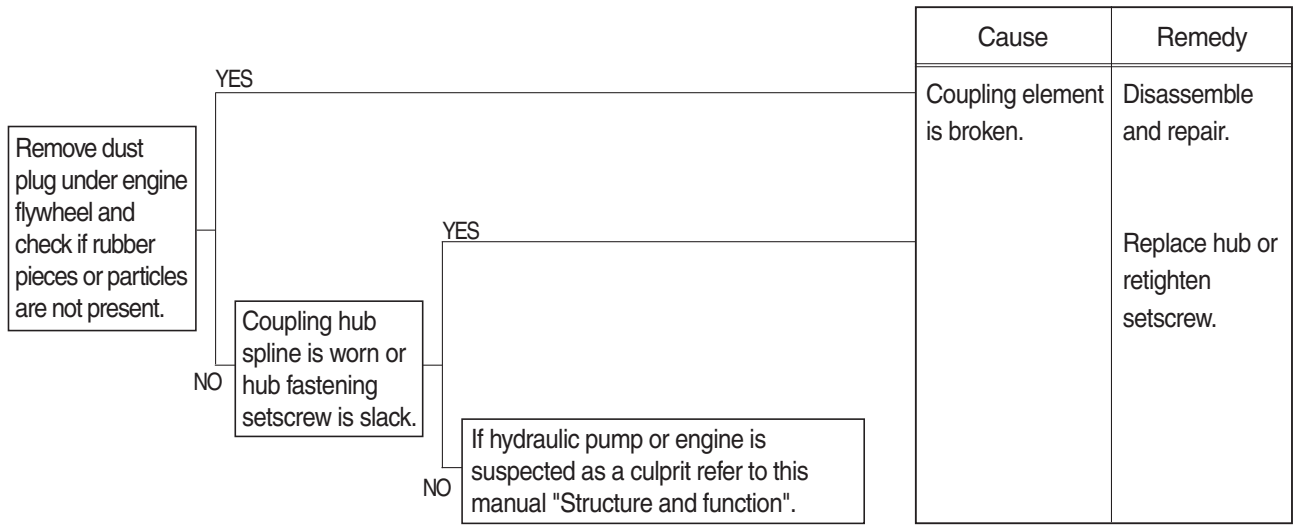 Cause
Remedy
YES
Coupling element
is broken.
Disassemble
and repair.
Remove dust
plug under engine
flywheel and
check if rubber
pieces or particles
are not present.
YES
Replace hub or
retighten
setscrew.
NO
Coupling hub
spline is worn or
hub fastening
setscrew is slack.
NO
If hydraulic pump or engine is
suspected as a culprit refer to this
manual "Structure and function".